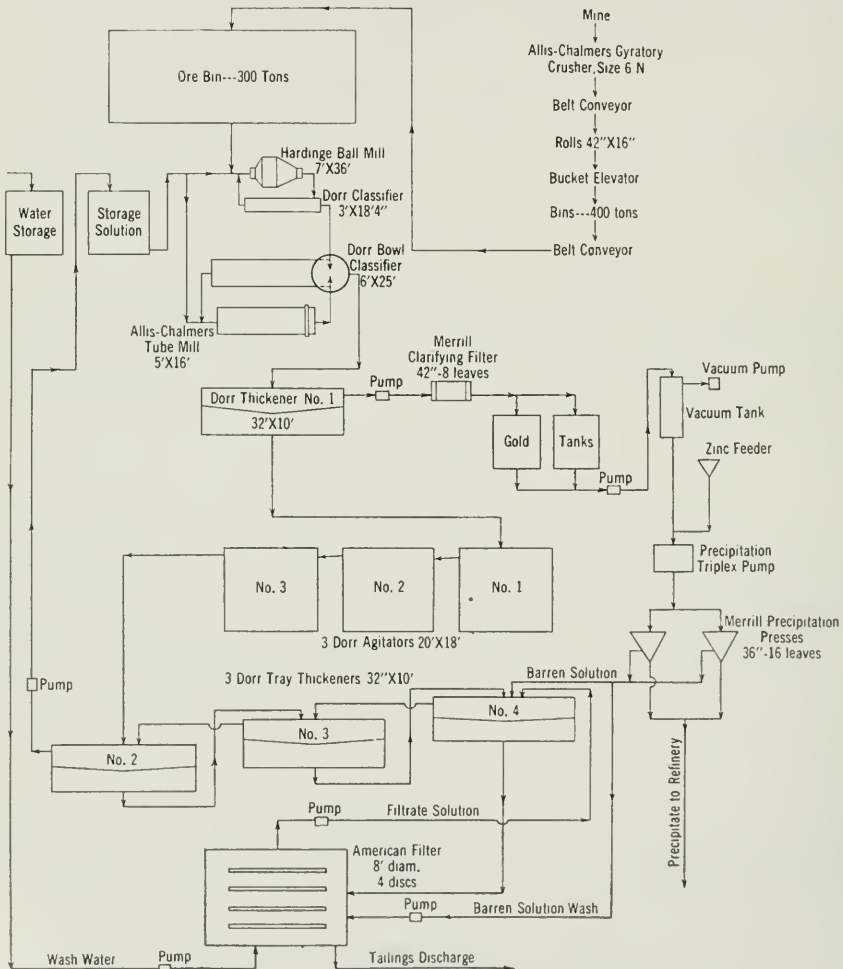 Mine
Allis-Chalmers Gyratory
Crusher, Size 6 N
Belt Conveyor
Rolls 42"X16"
Bucket Elevator
Bins---400 tons
Belt Conveyor
Ore Bin---300 Tons
Hardinge Ball Mill
7'X36'
Dorr Classifier
3'X18'4"
Water
Storage
Storage
Solution
Dorr Bowl
Classifier
6'X25'
Allis-Chalmers
Tube Mill
5'X16'
Merrill
Clarifying Filter
42"-8 leaves
Pump
Vacuum Pump
Vacuum Tank
Dorr Thickener No. 1
32'X10'
Gold
Tanks
Zinc Feeder
Pump
Precipitation
Triplex Pump
No. 3
No. 2
No. 1
3 Dorr Agitators 20'X18'
Merrill Precipitation
Presses
36"-16 leaves
Pump
3 Dorr Tray Thickeners 32"X10'
Barren Solution
No. 4
No. 3
No. 2
Precipitate to Refinery
Pump
Filtrate Solution
American Filter
8' diam.
4 discs
Pump
Barren Solution Wash
Wash Water
Pump
Tailings Discharge